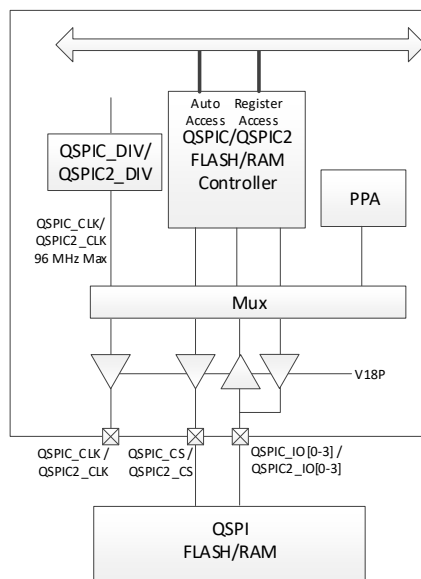 Auto Register
Access Access
QSPIC/QSPIC2
FLASH/RAM
Controller
QSPIC_DIV/
QSPIC2_DIV
PPA
QSPIC_CLK/
QSPIC2_CLK
96 MHz Max
Mux
V18P
QSPIC_CLK /
QSPIC2_CLK
QSPIC_CS /
QSPIC2_CS
QSPIC_IO[0-3] /
QSPIC2_IO[0-3]
QSPI
FLASH/RAM